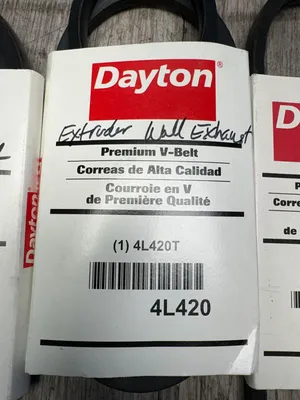 Dayton
Extruder Wall Exhaust
Premium V-Belt
Correas de Alta Calidad
Courroie en V
de Première Qualité
(1) 4L420T
4L420
Dayton
de